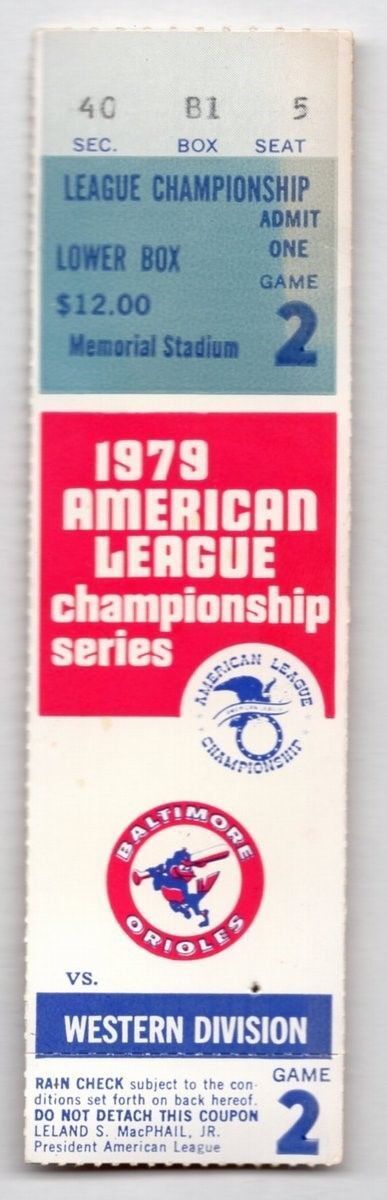 40 B1 5
SEC. BOX SEAT
LEAGUE CHAMPIONSHIP
ADMIT
ONE
LOWER BOX
GAME
$12.00
2
Memorial Stadium
1979
AMERICAN
LEAGUE
championship
series
AMERICAN LEAGUE
AMERICAN LEAGUE
CHAMPIONSHIP
BALTIMORE
ORIOLES
vs.
WESTERN DIVISION
RAIN CHECK subject to the con-
ditions set forth on back hereof.
DO NOT DETACH THIS COUPON
LELAND S. MacPHAIL, JR.
President American League
GAME
2